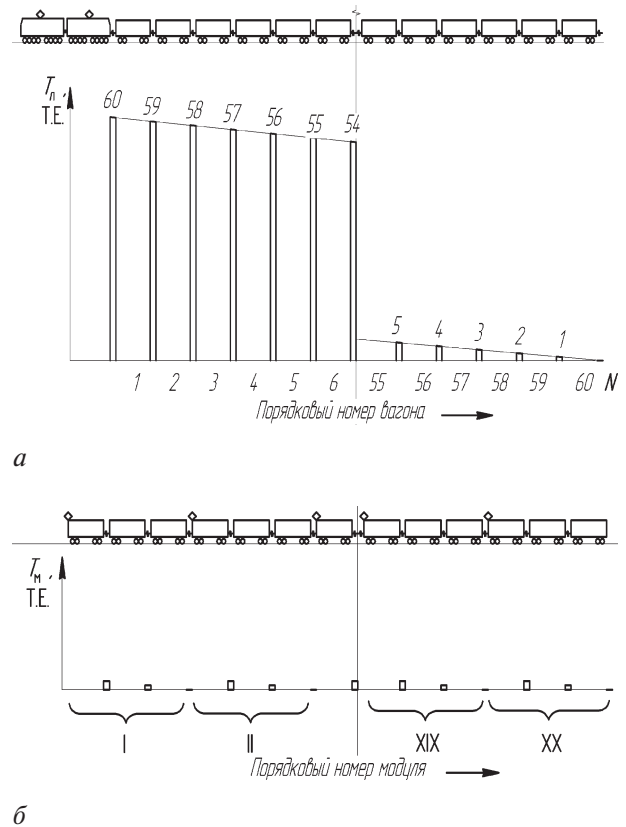 Tл,
Т.Е.
60 59 58 57 56 55 54
5 4 3 2 1
1 2 3 4 5 6 55 56 57 58 59 60 N
Порядковый номер вагона
а
Tм,
Т.Е.
I II XIX XX
Порядковый номер модуля
б